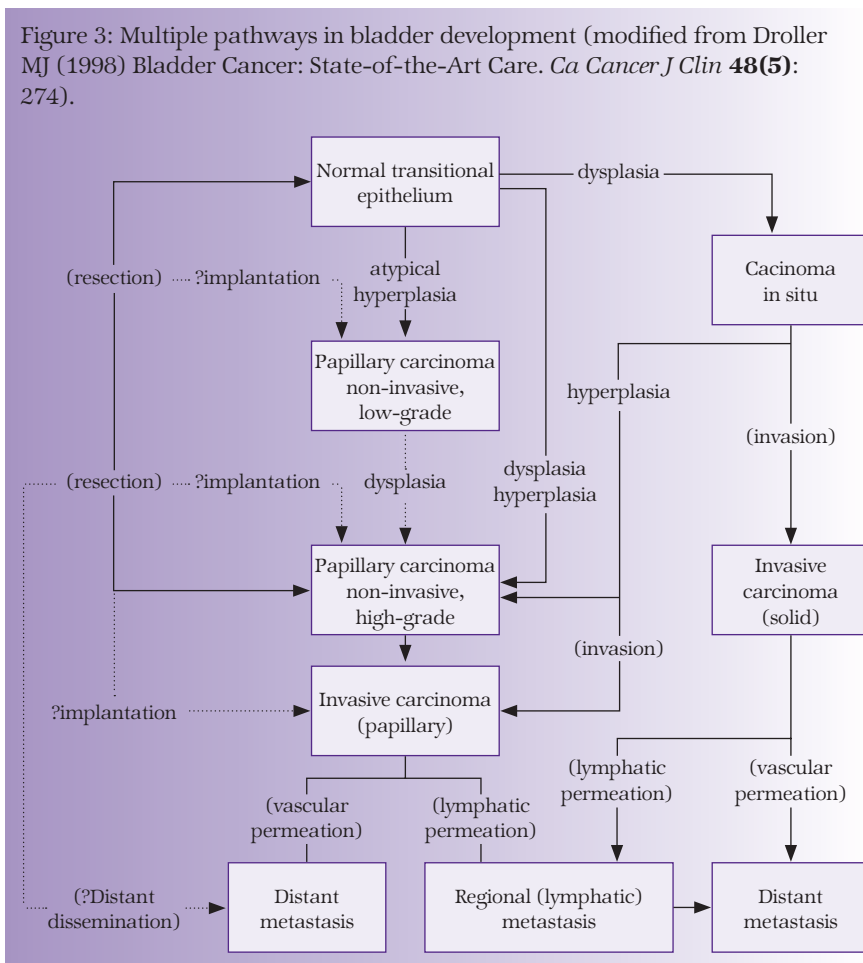 Figure 3: Multiple pathways in bladder development (modified from Droller
MJ (1998) Bladder Cancer: State-of-the-Art Care. Ca Cancer J Clin 48(5):
274).
Normal transitional
epithelium
dysplasia
Cacinoma
in situ
(resection)
?implantation
atypical
hyperplasia
Papillary carcinoma
non-invasive,
low-grade
hyperplasia
(invasion)
(resection)
?implantation
dysplasia
dysplasia
hyperplasia
Papillary carcinoma
non-invasive,
high-grade
Invasive
carcinoma
(solid)
(invasion)
?implantation
Invasive carcinoma
(papillary)
(vascular
permeation)
(lymphatic
permeation)
(lymphatic
permeation)
(vascular
permeation)
(?Distant
dissemination)
Distant
metastasis
Regional (lymphatic)
metastasis
Distant
metastasis